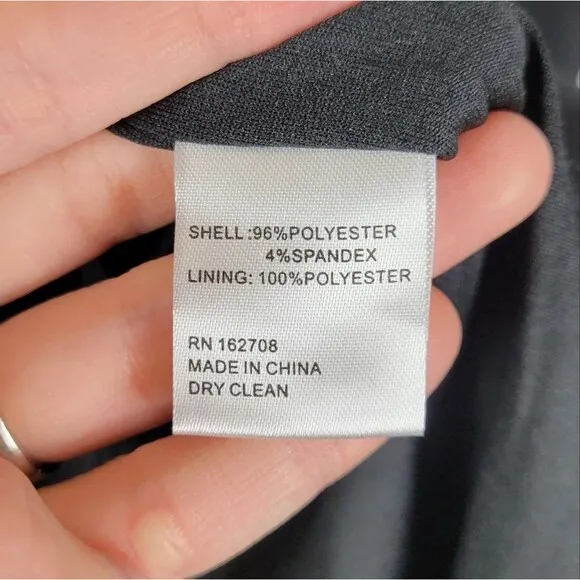 SHELL:96%POLYESTER
4%SPANDEX
LINING: 100%POLYESTER
RN 162708
MADE IN CHINA
DRY CLEAN